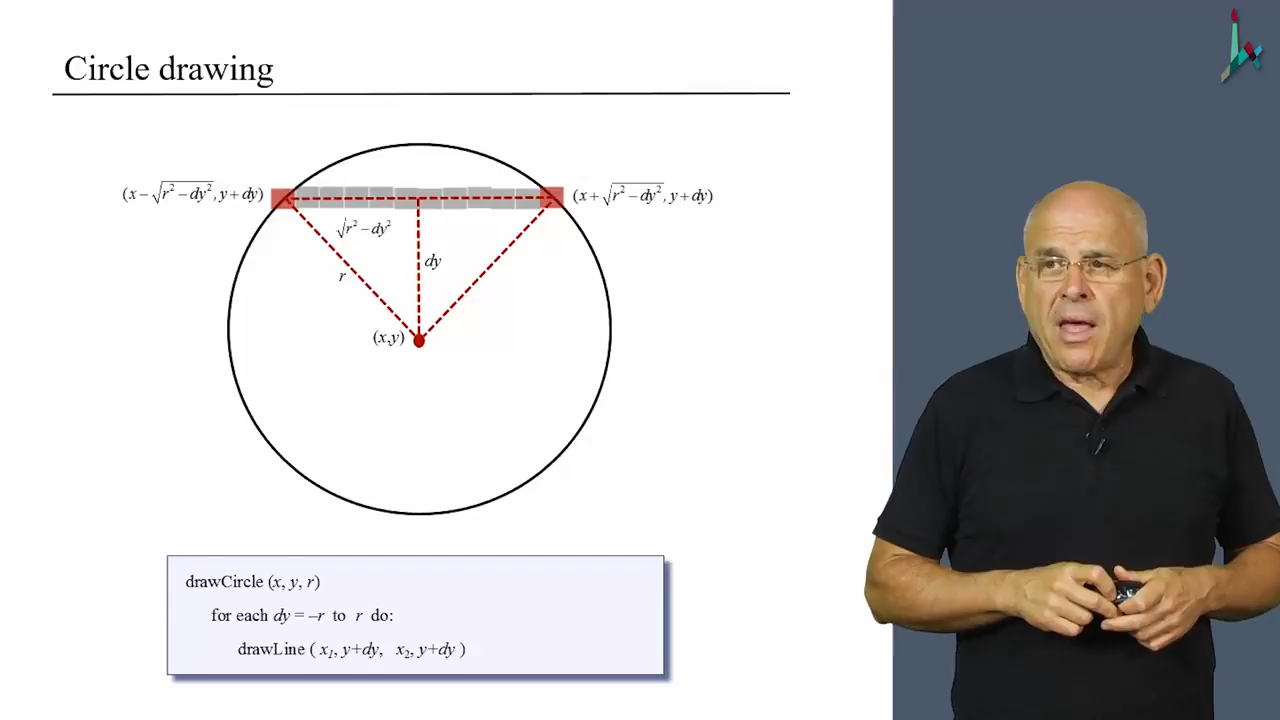 Circle drawing
(x – √r² – dy², y + dy)
(x + √r² – dy², y + dy)
√r² – dy²
dy
r
(x,y)
drawCircle (x, y, r)
for each dy = –r to r do:
drawLine ( x₁, y+dy, x₂, y+dy )